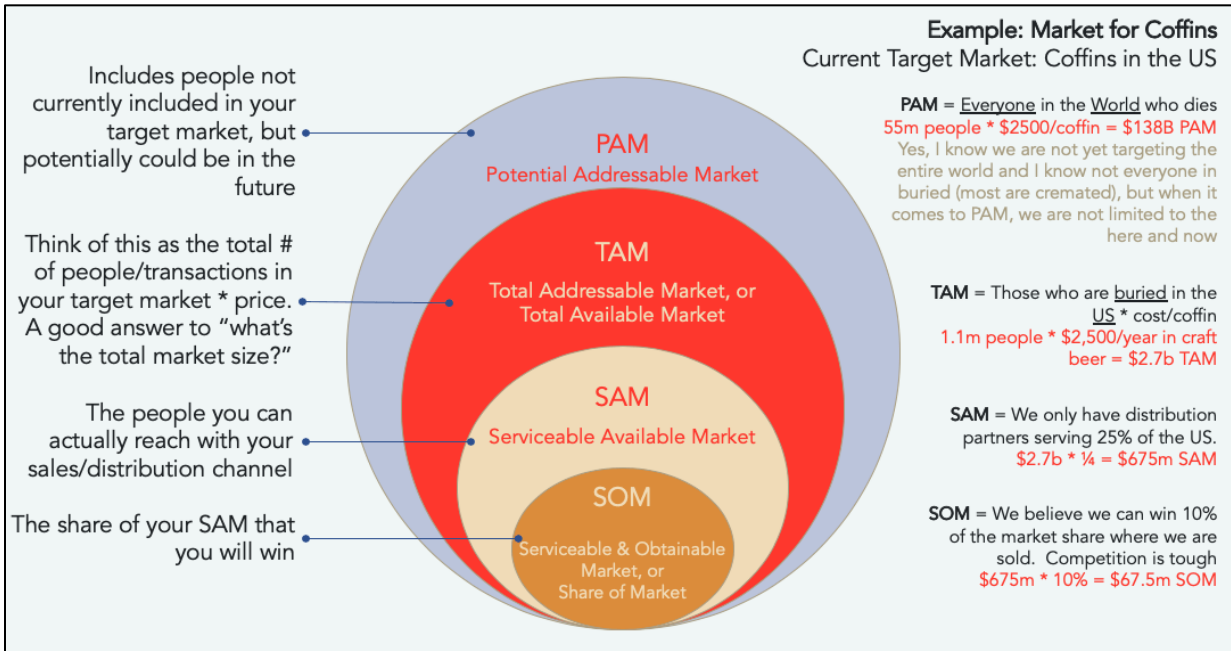 Includes people not
currently included in your
target market, but
potentially could be in the
future
Think of this as the total #
of people/transactions in
your target market * price.
A good answer to “what’s
the total market size?”
The people you can
actually reach with your
sales/distribution channel
The share of your SAM that
you will win
PAM
Potential Addressable Market
TAM
Total Addressable Market, or
Total Available Market
SAM
Serviceable Available Market
SOM
Serviceable & Obtainable
Market, or
Share of Market
Example: Market for Coffins
Current Target Market: Coffins in the US
PAM = Everyone in the World who dies
55m people * $2500/coffin = $138B PAM
Yes, I know we are not yet targeting the
entire world and I know not everyone in
buried (most are cremated), but when it
comes to PAM, we are not limited to the
here and now
TAM = Those who are buried in the
US * cost/coffin
1.1m people * $2,500/year in craft
beer = $2.7b TAM
SAM = We only have distribution
partners serving 25% of the US.
$2.7b * ¼ = $675m SAM
SOM = We believe we can win 10%
of the market share where we are
sold. Competition is tough
$675m * 10% = $67.5m SOM